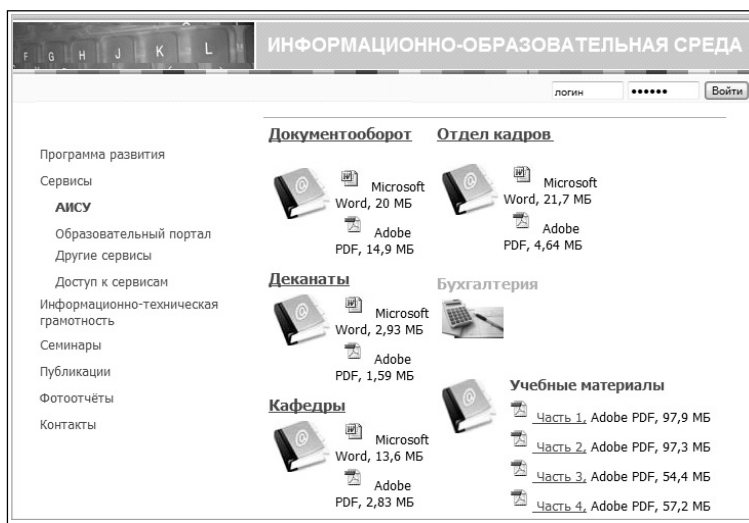 F G H J K L
ИНФОРМАЦИОННО-ОБРАЗОВАТЕЛЬНАЯ СРЕДА
логин •••••• Войти
Программа развития
Сервисы
АИСУ
Образовательный портал
Другие сервисы
Доступ к сервисам
Информационно-техническая
грамотность
Семинары
Публикации
Фотоотчёты
Контакты
Документооборот
Microsoft
Word, 20 МБ
Adobe
PDF, 14,9 МБ
Отдел кадров
Microsoft
Word, 21,7 МБ
Adobe
PDF, 4,64 МБ
Деканаты
Microsoft
Word, 2,93 МБ
Adobe
PDF, 1,59 МБ
Бухгалтерия
Кафедры
Microsoft
Word, 13,6 МБ
Adobe
PDF, 2,83 МБ
Учебные материалы
Часть 1, Adobe PDF, 97,9 МБ
Часть 2, Adobe PDF, 97,3 МБ
Часть 3, Adobe PDF, 54,4 МБ
Часть 4, Adobe PDF, 57,2 МБ